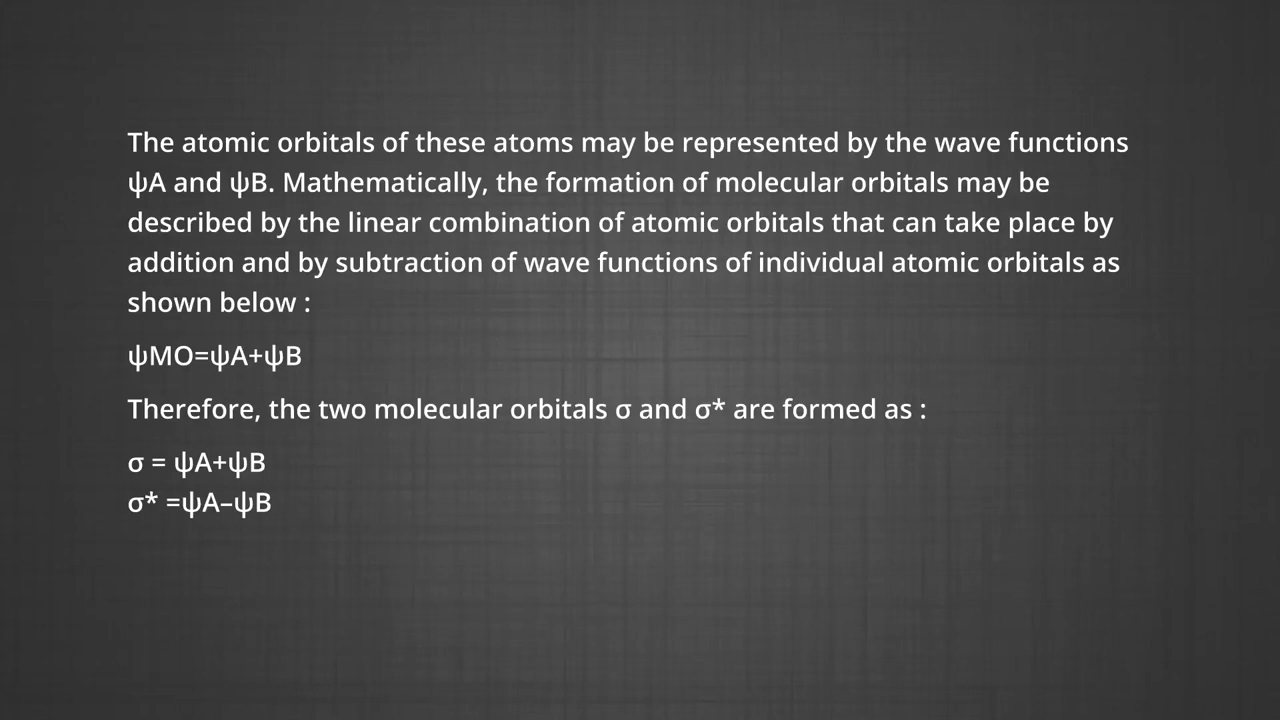 The atomic orbitals of these atoms may be represented by the wave functions
ψA and ψB. Mathematically, the formation of molecular orbitals may be
described by the linear combination of atomic orbitals that can take place by
addition and by subtraction of wave functions of individual atomic orbitals as
shown below :
ψMO=ψA+ψB
Therefore, the two molecular orbitals σ and σ* are formed as :
σ = ψA+ψB
σ* =ψA–ψB